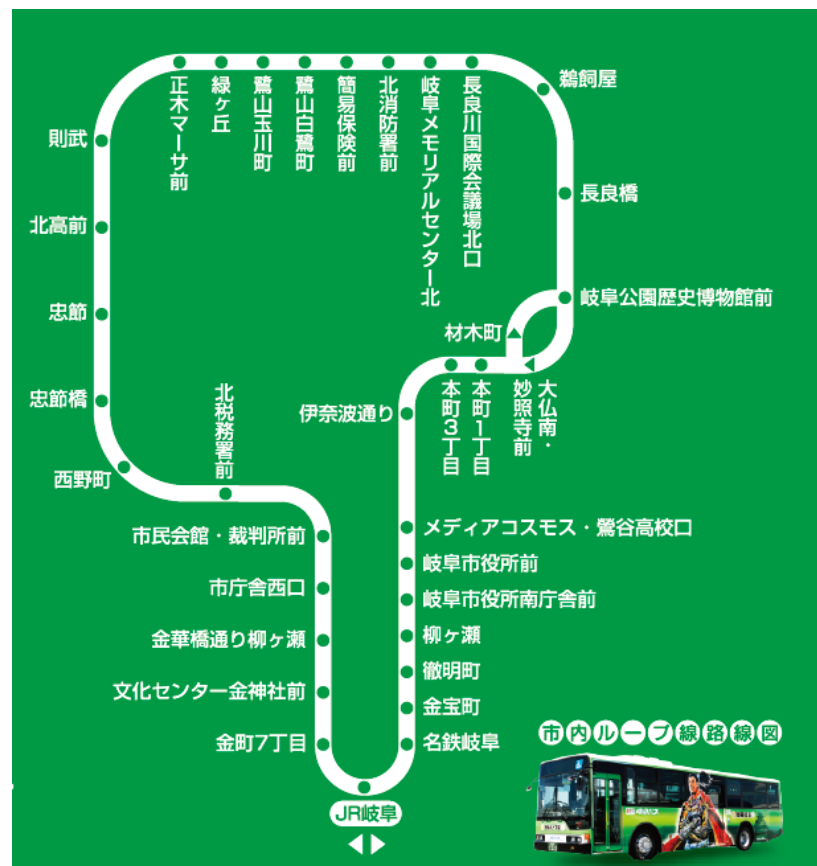 正木マーサ前
緑ヶ丘
鷺山玉川町
鷺山白鷺町
簡易保険前
北消防署前
岐阜メモリアルセンター北
長良川国際会議場北口
鵜飼屋
則武
長良橋
北高前
岐阜公園歴史博物館前
忠節
材木町
忠節橋
北税務署前
伊奈波通り
本町3丁目
本町1丁目
大仏南・
妙照寺前
西野町
市民会館・裁判所前
メディアコスモス・鶯谷高校口
岐阜市役所前
市庁舎西口
岐阜市役所南庁舎前
金華橋通り柳ヶ瀬
柳ヶ瀬
徹明町
文化センター金神社前
金宝町
金町7丁目
名鉄岐阜
市内ループ線路線図
JR岐阜